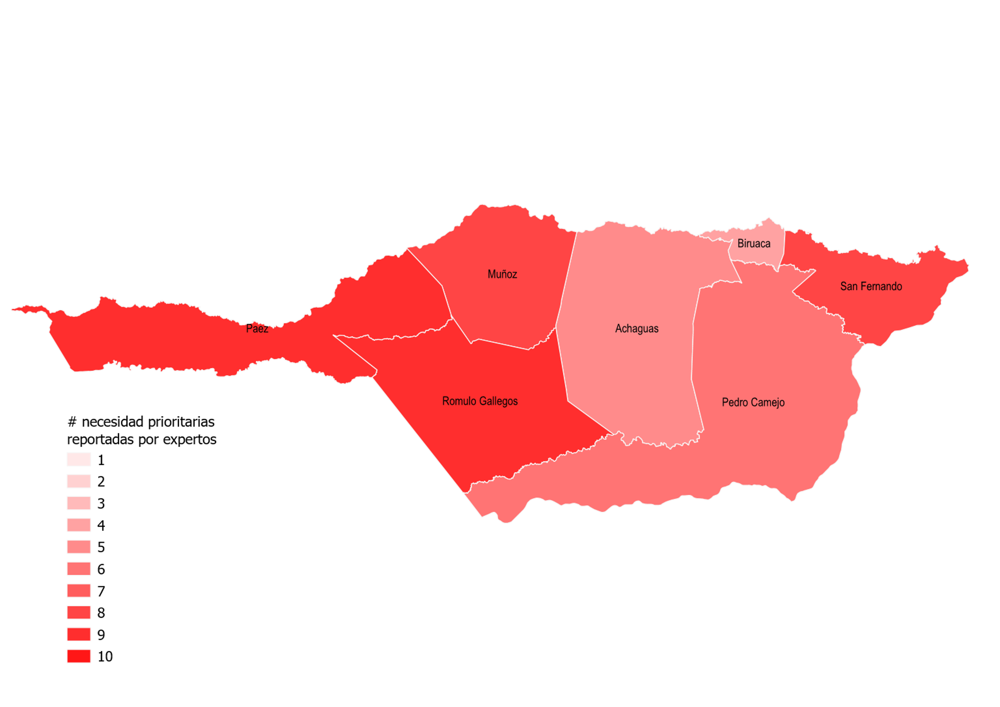 Biruaca
Muñoz
San Fernando
Paez
Achaguas
Romulo Gallegos
Pedro Camejo
# necesidad prioritarias
reportadas por expertos
1
2
3
4
5
6
7
8
9
10